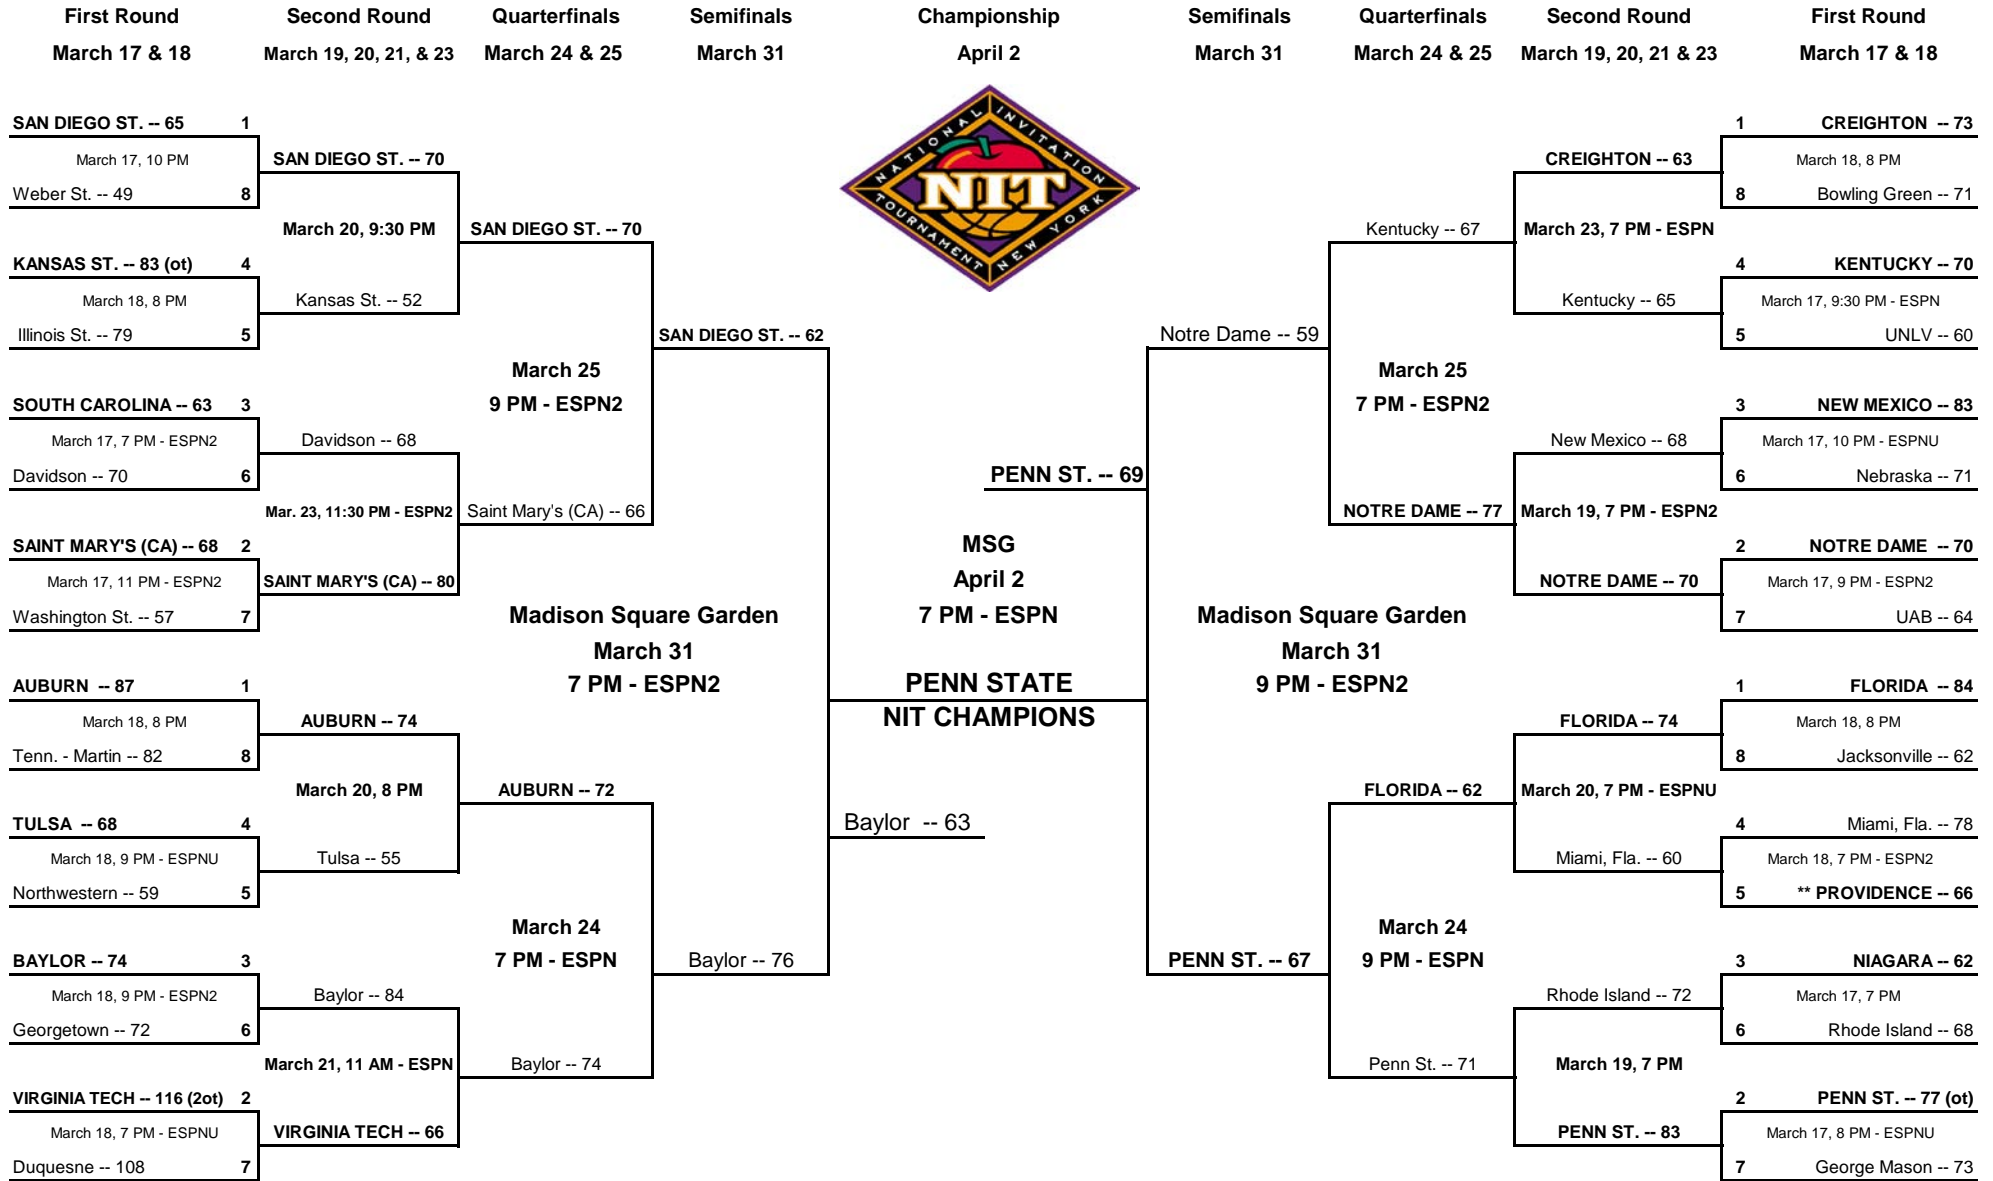 First Round
March 17 & 18
Second Round
March 19, 20, 21, & 23
Quarterfinals
March 24 & 25
Semifinals
March 31
Championship
April 2
Semifinals
March 31
Quarterfinals
March 24 & 25
Second Round
March 19, 20, 21 & 23
First Round
March 17 & 18
SAN DIEGO ST. -- 65 1
March 17, 10 PM
Weber St. -- 49 8
KANSAS ST. -- 83 (ot) 4
March 18, 8 PM
Illinois St. -- 79 5
SOUTH CAROLINA -- 63 3
March 17, 7 PM - ESPN2
Davidson -- 70 6
SAINT MARY'S (CA) -- 68 2
March 17, 11 PM - ESPN2
Washington St. -- 57 7
AUBURN -- 87 1
March 18, 8 PM
Tenn. - Martin -- 82 8
TULSA -- 68 4
March 18, 9 PM - ESPNU
Northwestern -- 59 5
BAYLOR -- 74 3
March 18, 9 PM - ESPN2
Georgetown -- 72 6
VIRGINIA TECH -- 116 (2ot) 2
March 18, 7 PM - ESPNU
Duquesne -- 108 7
SAN DIEGO ST. -- 70
March 20, 9:30 PM
Kansas St. -- 52
Davidson -- 68
Mar. 23, 11:30 PM - ESPN2
SAINT MARY'S (CA) -- 80
AUBURN -- 74
March 20, 8 PM
Tulsa -- 55
Baylor -- 84
March 21, 11 AM - ESPN
VIRGINIA TECH -- 66
SAN DIEGO ST. -- 70
March 25
9 PM - ESPN2
Saint Mary's (CA) -- 66
AUBURN -- 72
March 24
7 PM - ESPN
Baylor -- 74
SAN DIEGO ST. -- 62
Madison Square Garden
March 31
7 PM - ESPN2
Baylor -- 76
NATIONAL INVITATION
NIT
TOURNAMENT NEW YORK
PENN ST. -- 69
MSG
April 2
7 PM - ESPN
PENN STATE
NIT CHAMPIONS
Baylor -- 63
Notre Dame -- 59
Madison Square Garden
March 31
9 PM - ESPN2
PENN ST. -- 67
Kentucky -- 67
March 25
7 PM - ESPN2
NOTRE DAME -- 77
FLORIDA -- 62
March 24
9 PM - ESPN
Penn St. -- 71
CREIGHTON -- 63
March 23, 7 PM - ESPN
Kentucky -- 65
New Mexico -- 68
March 19, 7 PM - ESPN2
NOTRE DAME -- 70
FLORIDA -- 74
March 20, 7 PM - ESPNU
Miami, Fla. -- 60
Rhode Island -- 72
March 19, 7 PM
PENN ST. -- 83
1 CREIGHTON -- 73
March 18, 8 PM
8 Bowling Green -- 71
4 KENTUCKY -- 70
March 17, 9:30 PM - ESPN
5 UNLV -- 60
3 NEW MEXICO -- 83
March 17, 10 PM - ESPNU
6 Nebraska -- 71
2 NOTRE DAME -- 70
March 17, 9 PM - ESPN2
7 UAB -- 64
1 FLORIDA -- 84
March 18, 8 PM
8 Jacksonville -- 62
4 Miami, Fla. -- 78
March 18, 7 PM - ESPN2
5 ** PROVIDENCE -- 66
3 NIAGARA -- 62
March 17, 7 PM
6 Rhode Island -- 68
2 PENN ST. -- 77 (ot)
March 17, 8 PM - ESPNU
7 George Mason -- 73